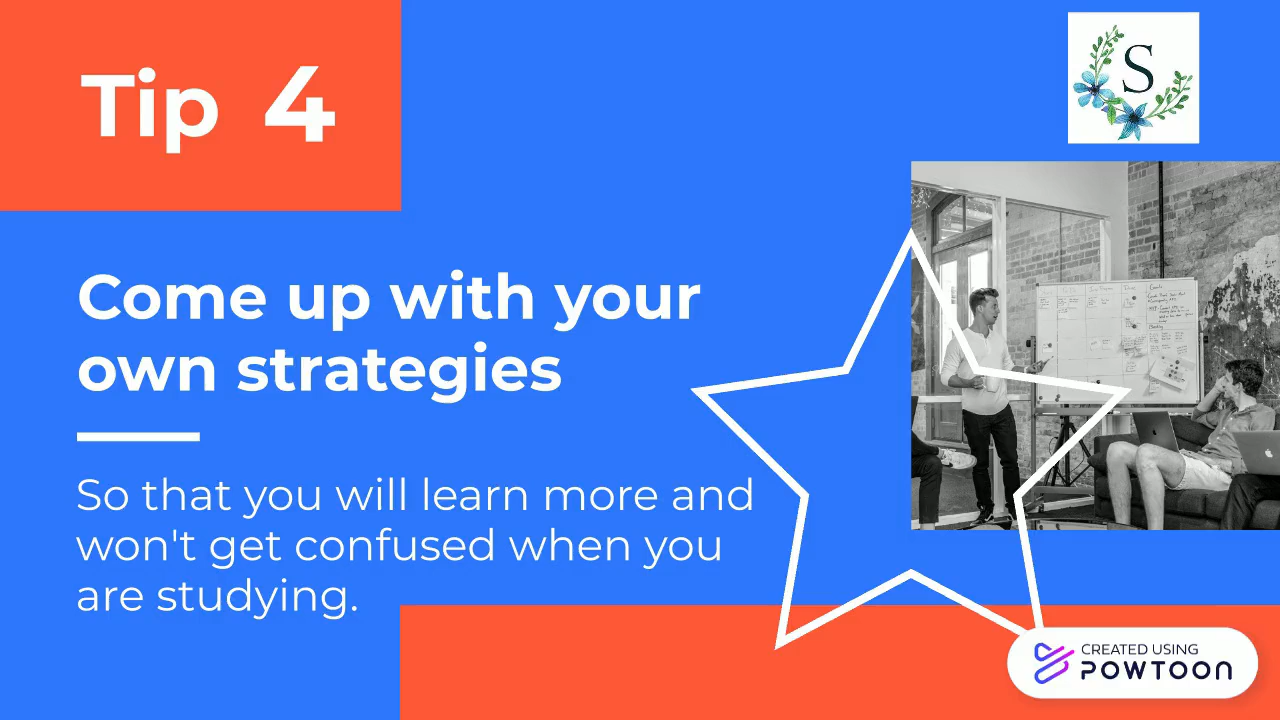 Tip 4
S
Come up with your
own strategies
So that you will learn more and
won't get confused when you
are studying.
CREATED USING
POWTOON